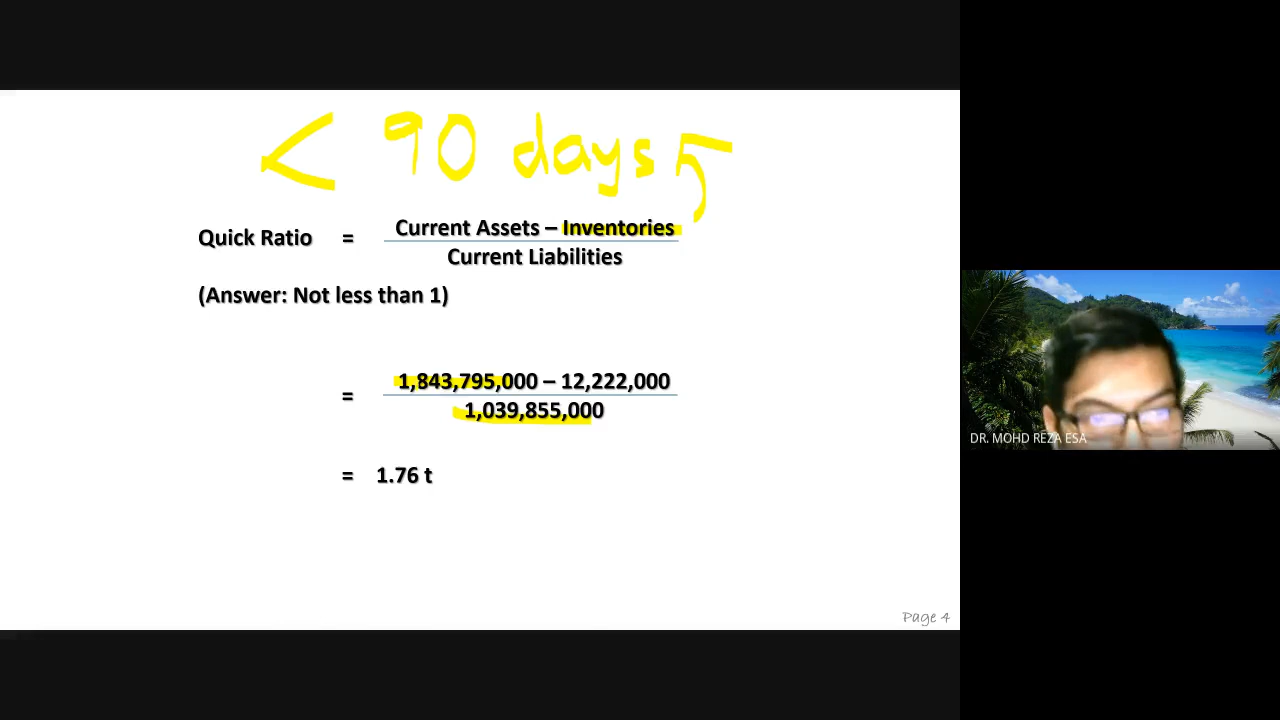 < 90 days 5
Quick Ratio = Current Assets – Inventories
Current Liabilities
(Answer: Not less than 1)
= 1,843,795,000 – 12,222,000
1,039,855,000
= 1.76 t
DR. MOHD REZA ESA
Page 4